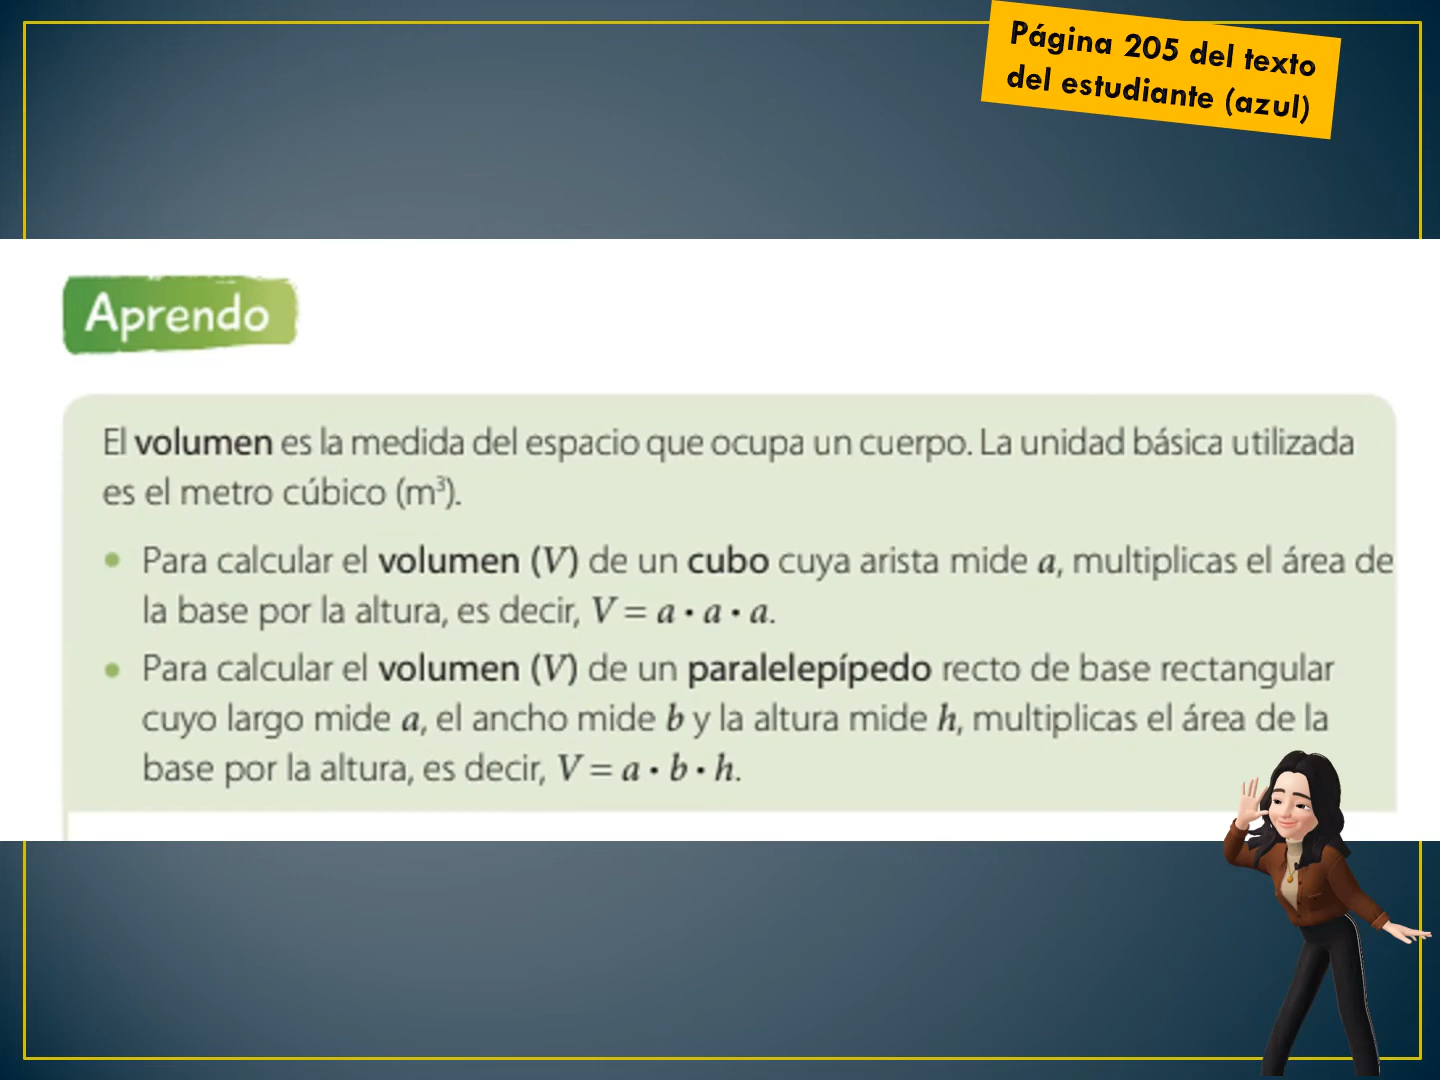 Página 205 del texto
del estudiante (azul)
Aprendo
El volumen es la medida del espacio que ocupa un cuerpo. La unidad básica utilizada
es el metro cúbico (m³).
• Para calcular el volumen (V) de un cubo cuya arista mide a, multiplicas el área de
la base por la altura, es decir, V = a • a • a.
• Para calcular el volumen (V) de un paralelepípedo recto de base rectangular
cuyo largo mide a, el ancho mide b y la altura mide h, multiplicas el área de la
base por la altura, es decir, V = a • b • h.